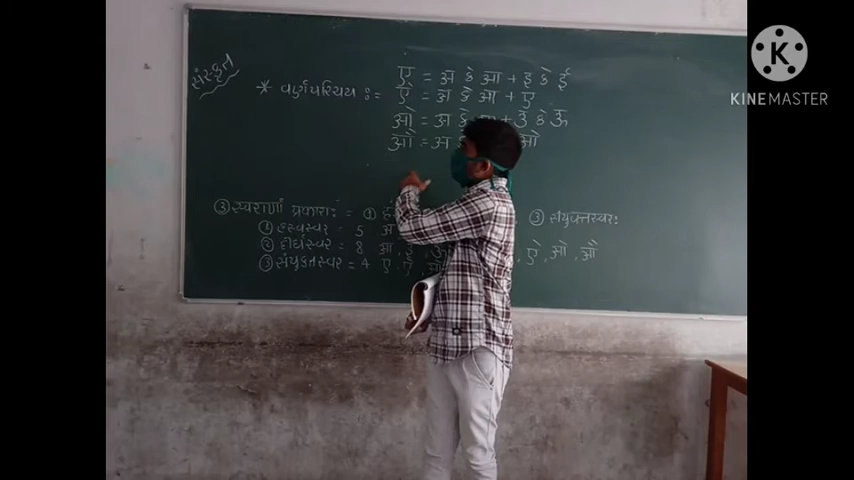 संस्कृत
ए = अ के आ + इ के ई
* वर्णपरिचय := ऐ = अ के आ + ए
ओ = अ के + उ के ऊ
औ = अ ओ
③ स्वराणां प्रकाराः = ① ③ संयुक्तस्वरः
① ह्रस्वस्वर = 5 अ
② दीर्घस्वर = 8 आ, ई, ऐ, ओ, औ
③ संयुक्तस्वर = 4 ए, ऐ, ओ
K
KINEMASTER